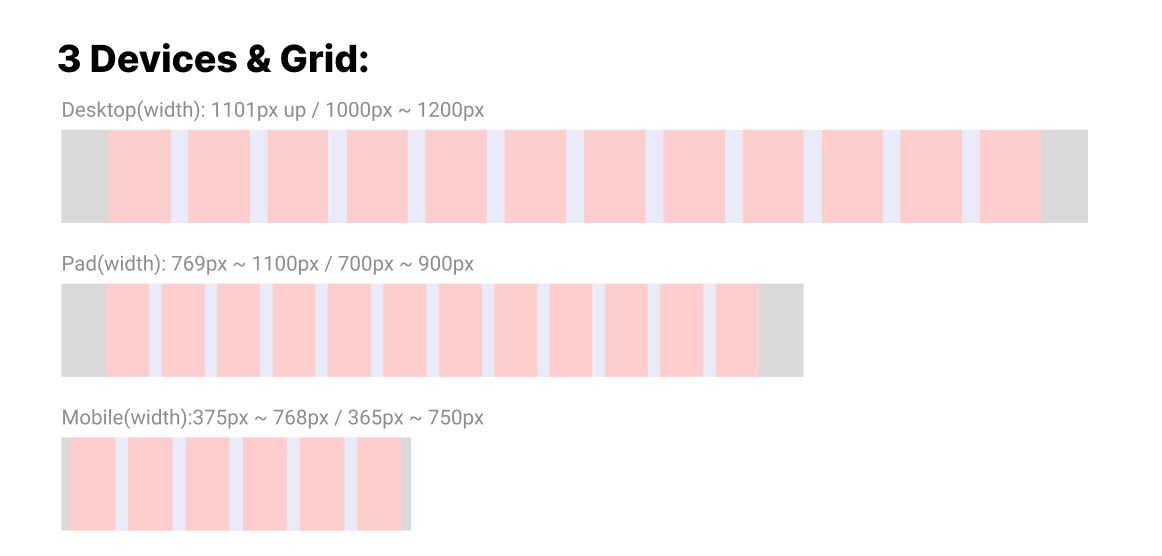 3 Devices & Grid:
Desktop(width): 1101px up / 1000px ~ 1200px
Pad(width): 769px ~ 1100px / 700px ~ 900px
Mobile(width):375px ~ 768px / 365px ~ 750px